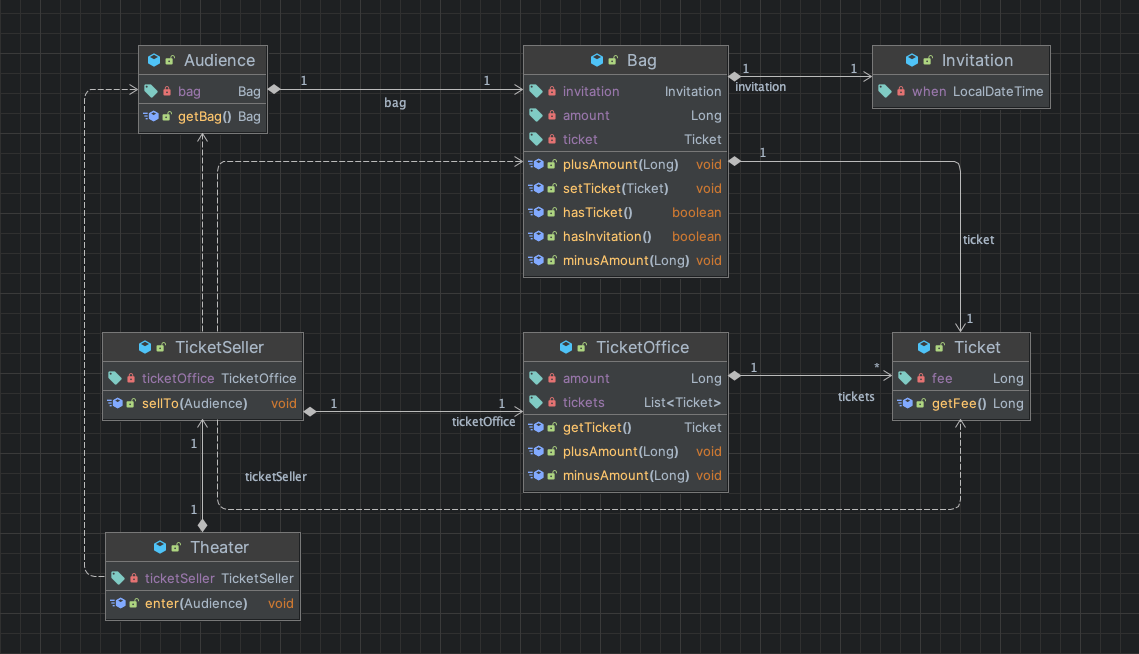 Audience
bag Bag
getBag() Bag
1
1
bag
Bag
invitation Invitation
amount Long
ticket Ticket
plusAmount(Long) void
setTicket(Ticket) void
hasTicket() boolean
hasInvitation() boolean
minusAmount(Long) void
1
1
invitation
Invitation
when LocalDateTime
1
ticket
1
TicketSeller
ticketOffice TicketOffice
sellTo(Audience) void
1
1
ticketOffice
TicketOffice
amount Long
tickets List<Ticket>
getTicket() Ticket
plusAmount(Long) void
minusAmount(Long) void
1
*
tickets
Ticket
fee Long
getFee() Long
1
ticketSeller
1
Theater
ticketSeller TicketSeller
enter(Audience) void